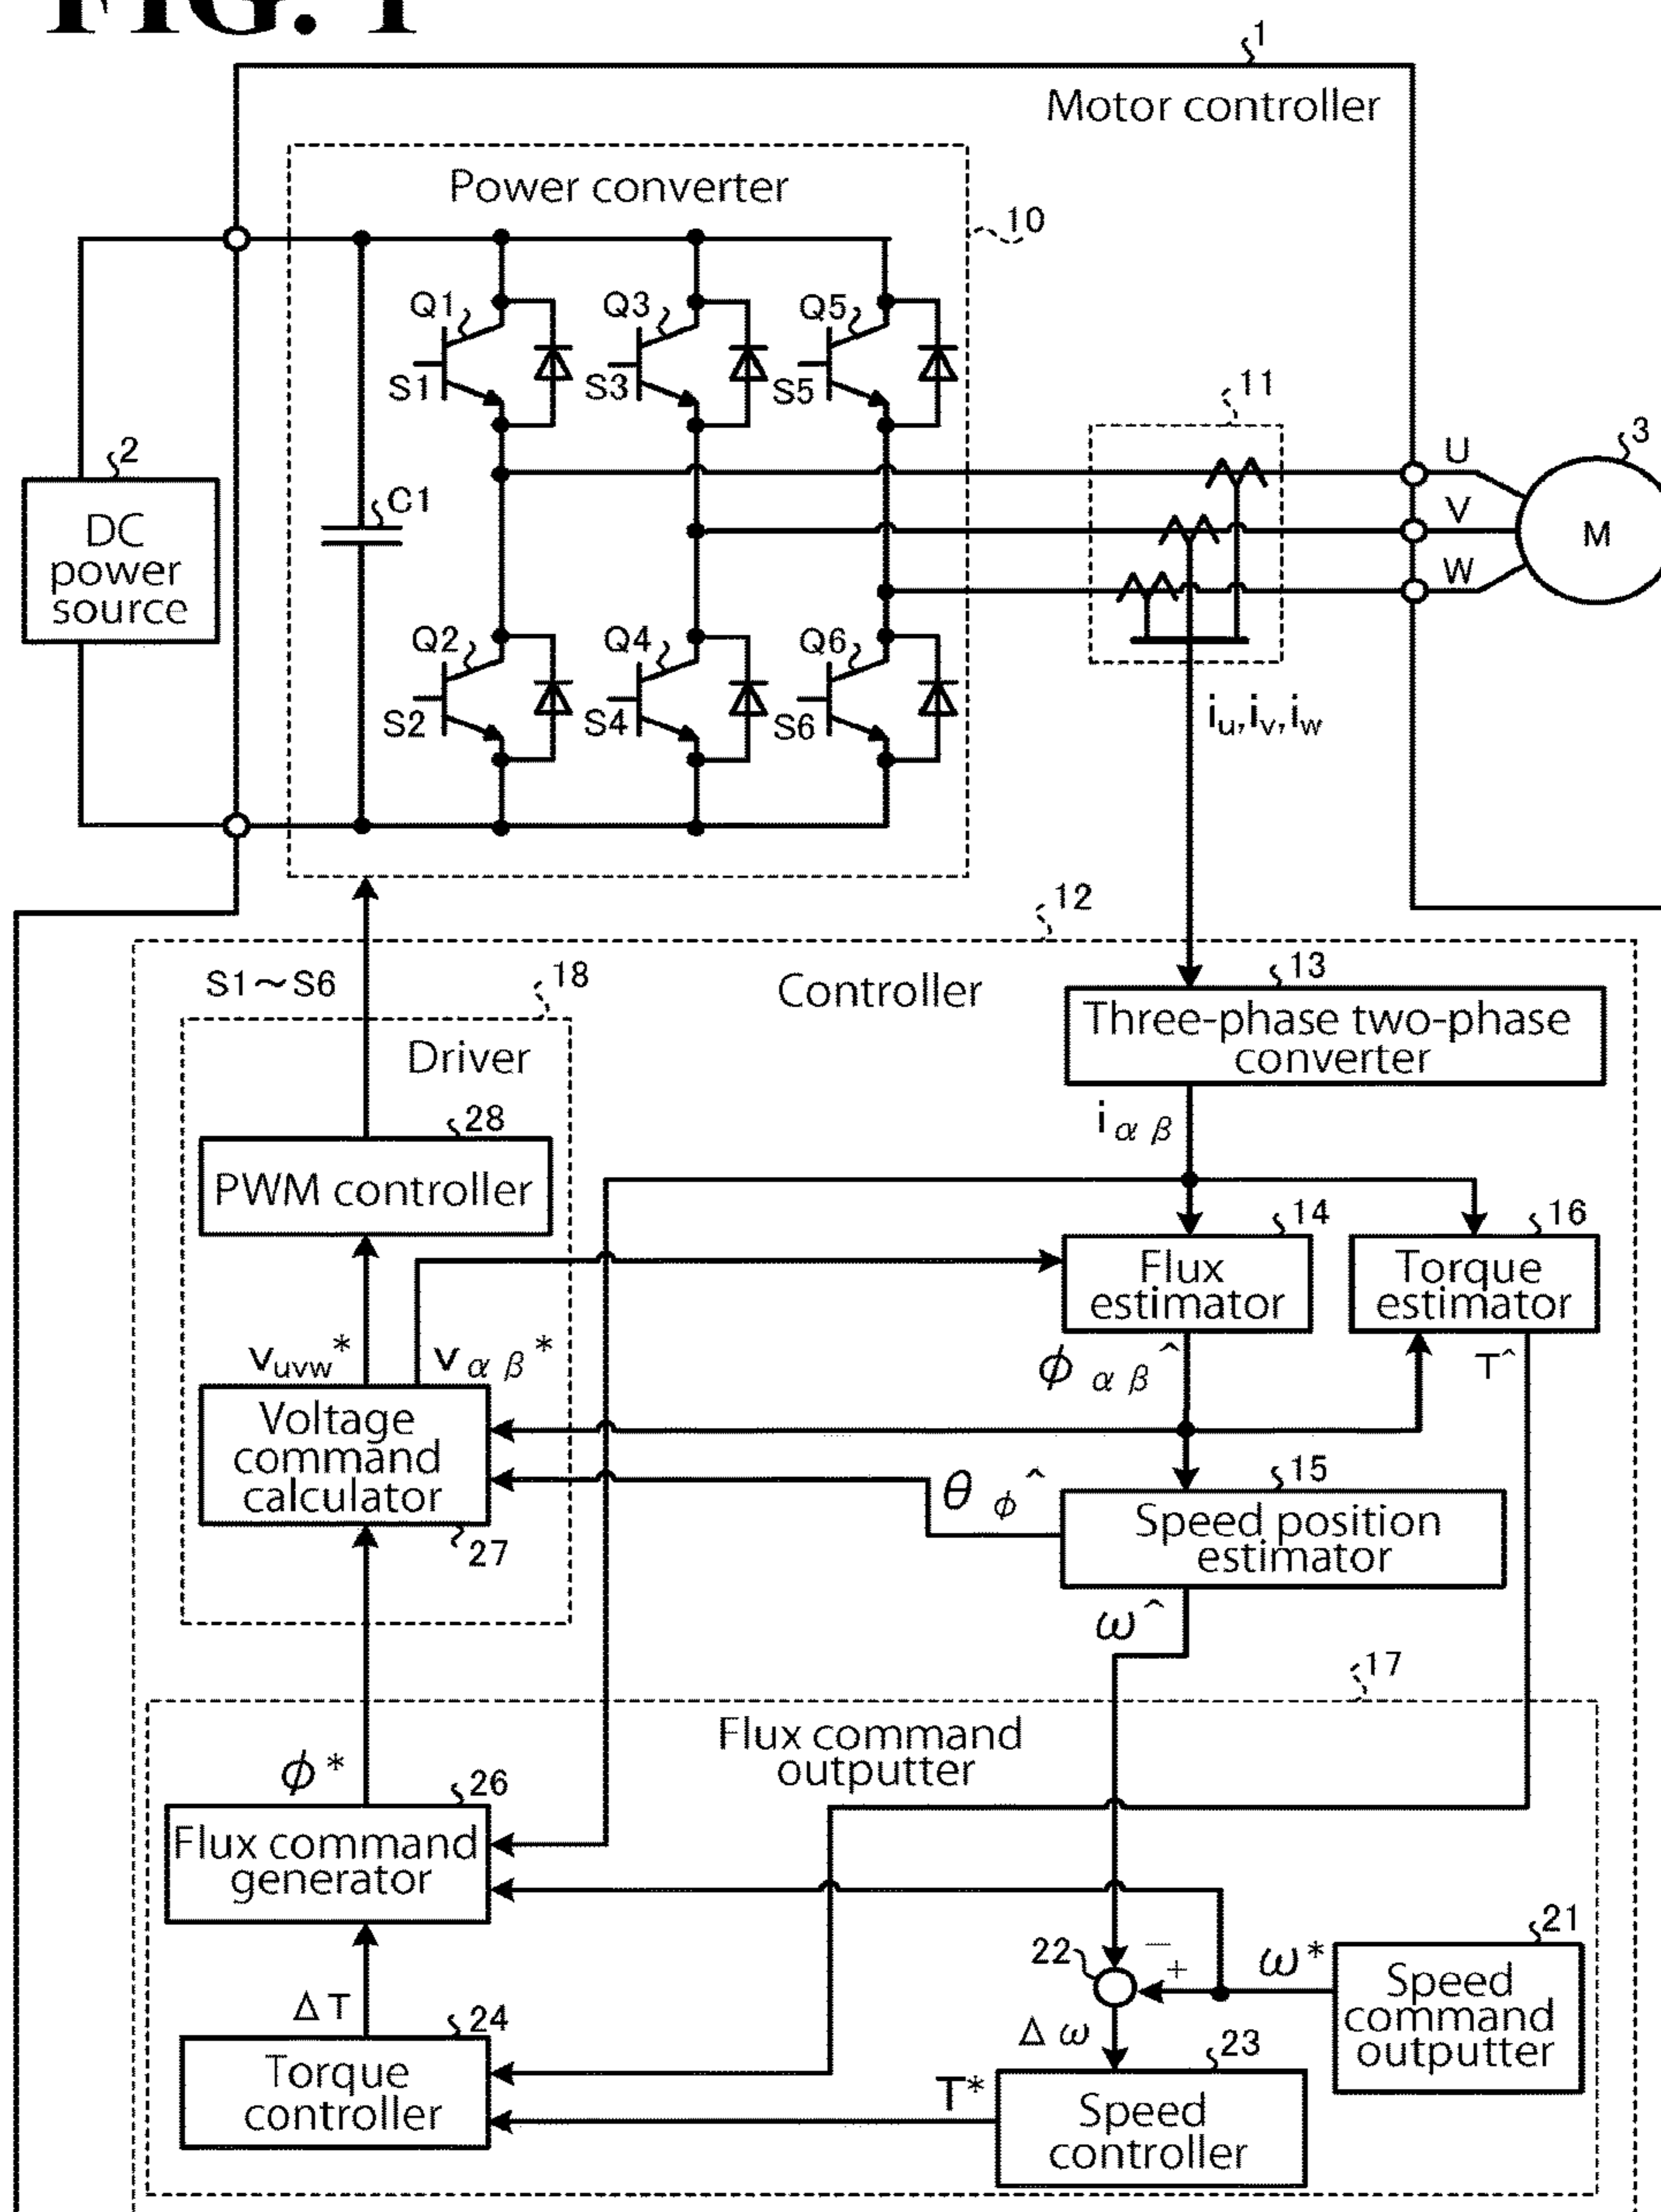 FIG. 1
1
Motor controller
Power converter
10
Q1
Q3
Q5
S1
S3
S5
11
2
3
DC
power
source
C1
U
V
W
M
Q2
Q4
Q6
S2
S4
S6
iu,iv,iw
12
S1~S6
18
Controller
13
Three-phase two-phase
converter
Driver
28
iαβ
PWM controller
14
16
Flux
estimator
Torque
estimator
vuvw*
vαβ*
ϕαβ^
T^
Voltage
command
calculator
27
θϕ^
15
Speed position
estimator
ω^
17
Flux command
outputter
ϕ*
26
Flux command
generator
21
22
−
+
ω*
Speed
command
outputter
ΔT
24
Δω
23
Torque
controller
T*
Speed
controller